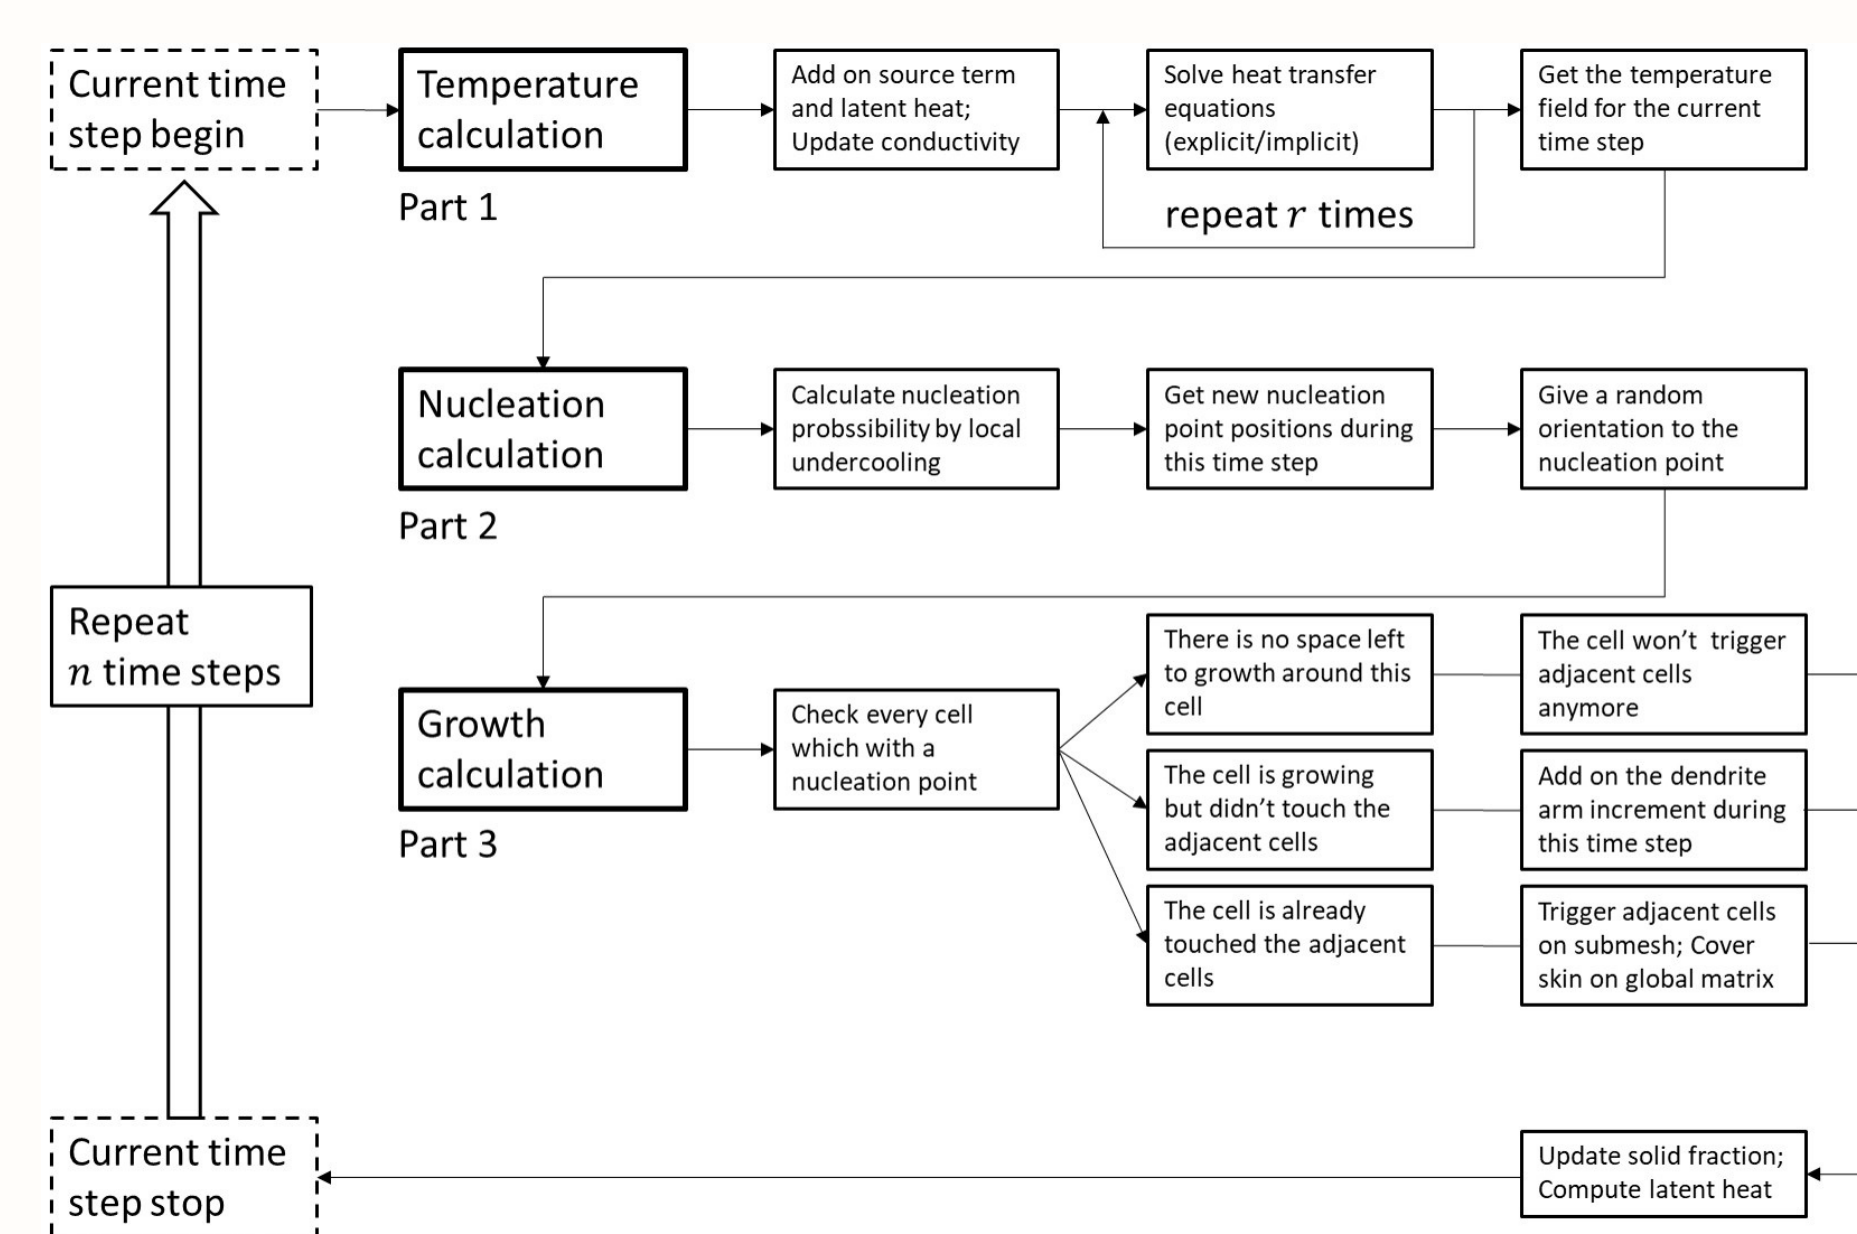 Current time
step begin
Temperature
calculation
Part 1
Add on source term
and latent heat;
Update conductivity
Solve heat transfer
equations
(explicit/implicit)
repeat r times
Get the temperature
field for the current
time step
Nucleation
calculation
Part 2
Calculate nucleation
probssibility by local
undercooling
Get new nucleation
point positions during
this time step
Give a random
orientation to the
nucleation point
Repeat
n time steps
Growth
calculation
Part 3
Check every cell
which with a
nucleation point
There is no space left
to growth around this
cell
The cell won’t trigger
adjacent cells
anymore
The cell is growing
but didn’t touch the
adjacent cells
Add on the dendrite
arm increment during
this time step
The cell is already
touched the adjacent
cells
Trigger adjacent cells
on submesh; Cover
skin on global matrix
Update solid fraction;
Compute latent heat
Current time
step stop